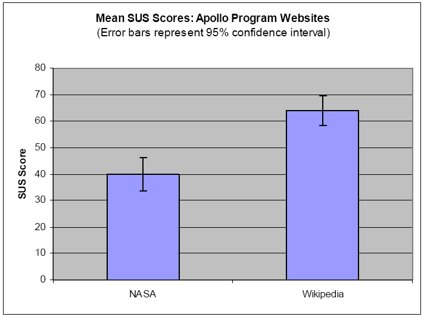 Mean SUS Scores: Apollo Program Websites
(Error bars represent 95% confidence interval)
SUS Score
80
70
60
50
40
30
20
10
0
NASA
Wikipedia